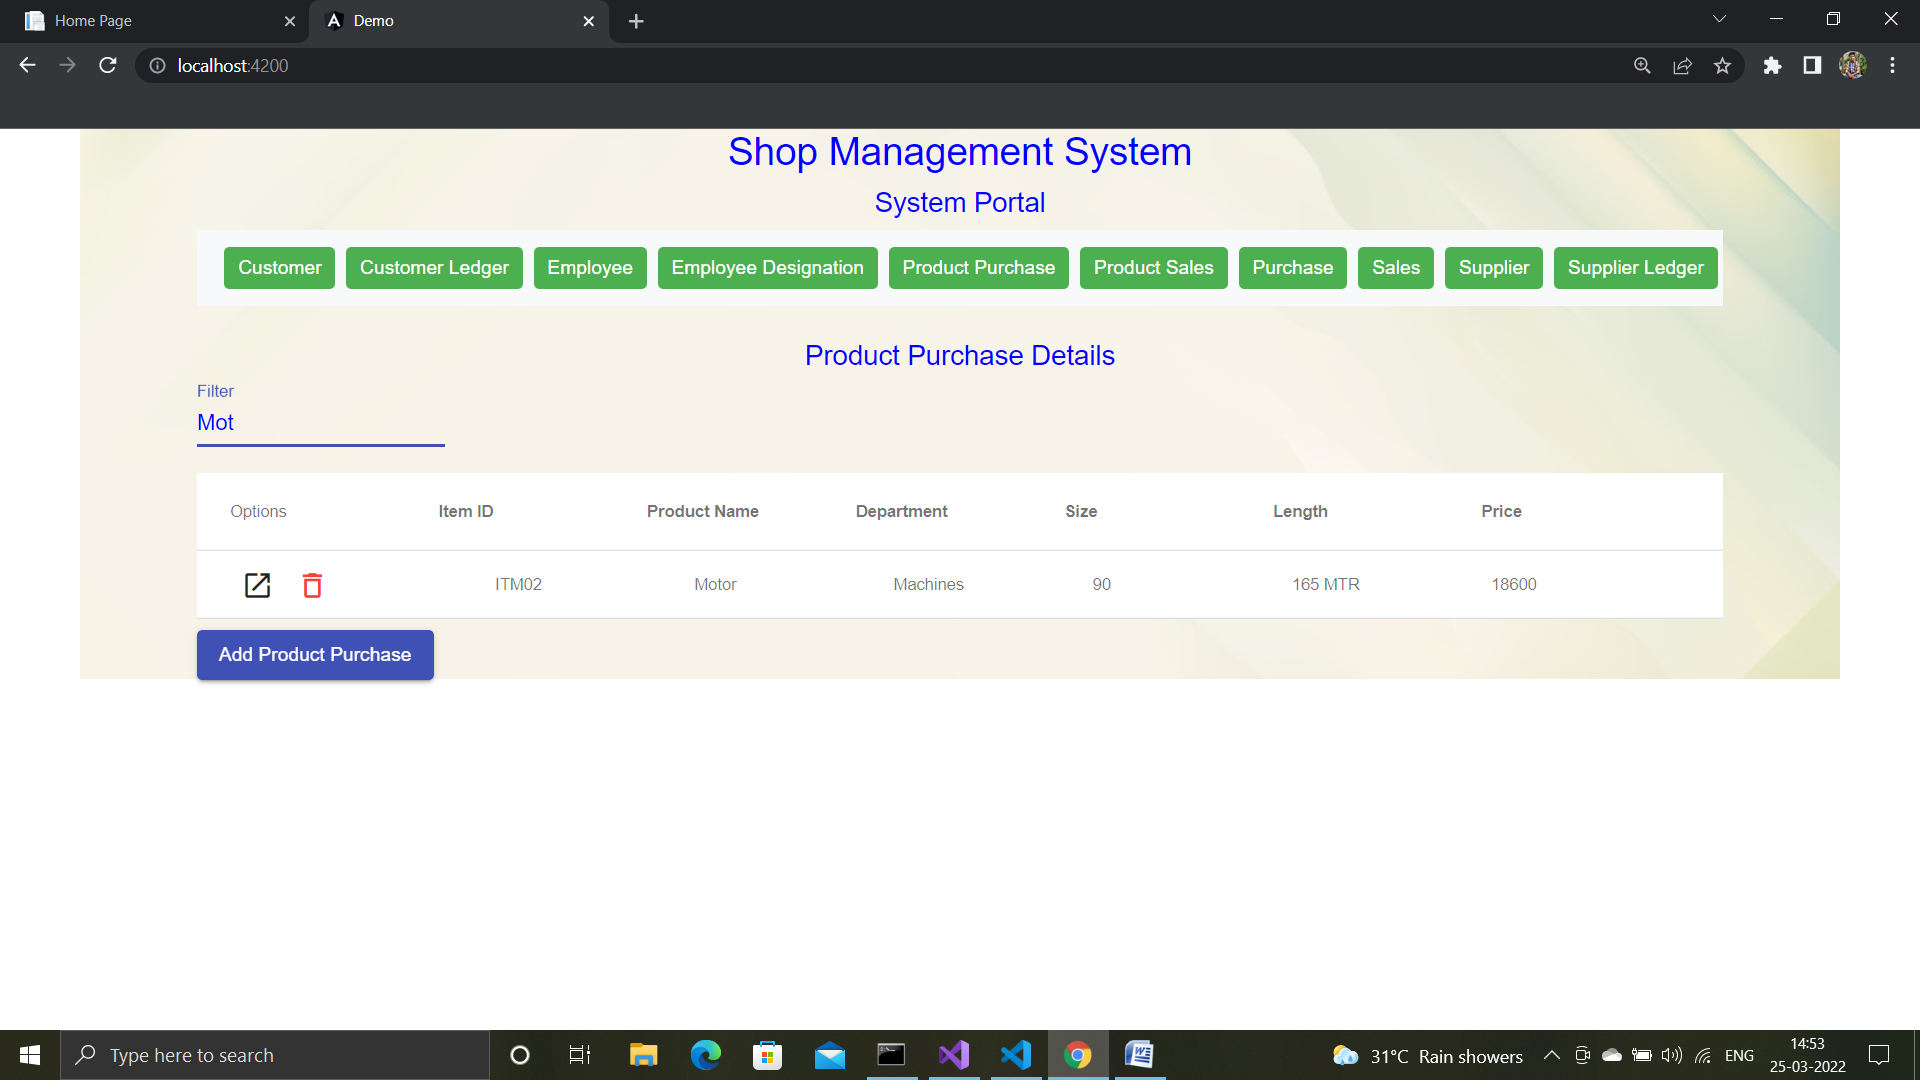 Home Page
Demo
localhost:4200
Shop Management System
System Portal
Customer Customer Ledger Employee Employee Designation Product Purchase Product Sales Purchase Sales Supplier Supplier Ledger
Product Purchase Details
Filter
Mot
Options Item ID Product Name Department Size Length Price
ITM02 Motor Machines 90 165 MTR 18600
Add Product Purchase
Type here to search
31°C Rain showers
ENG
14:53
25-03-2022